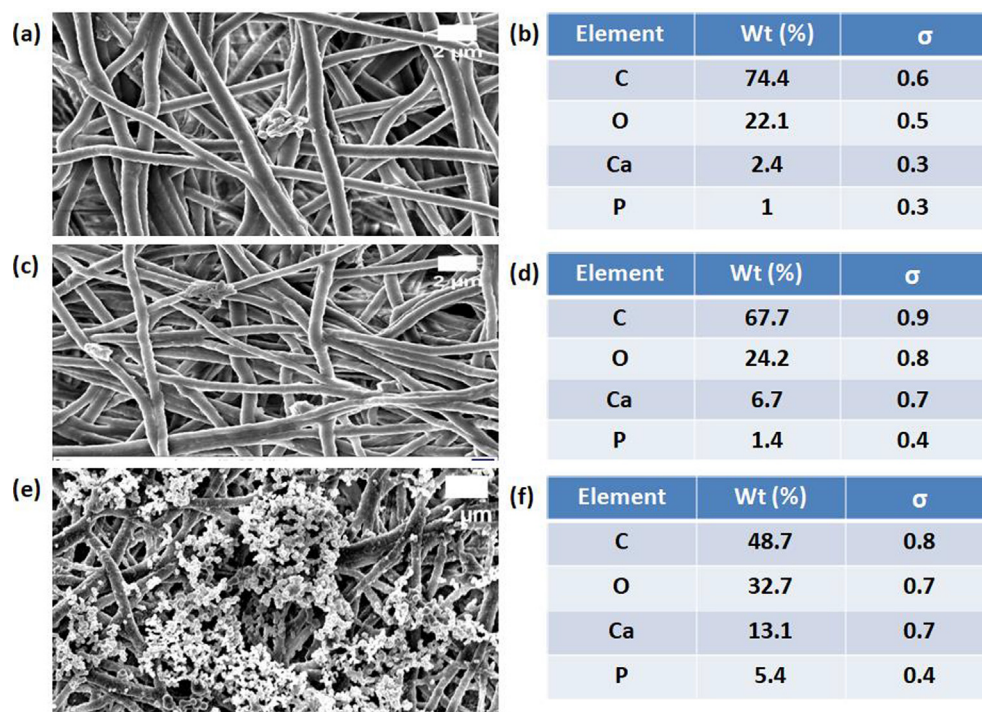 (a)
2 µm
(b)
Element Wt (%) σ
C 74.4 0.6
O 22.1 0.5
Ca 2.4 0.3
P 1 0.3
(c)
2 µm
(d)
Element Wt (%) σ
C 67.7 0.9
O 24.2 0.8
Ca 6.7 0.7
P 1.4 0.4
(e)
2
µm
(f)
Element Wt (%) σ
C 48.7 0.8
O 32.7 0.7
Ca 13.1 0.7
P 5.4 0.4